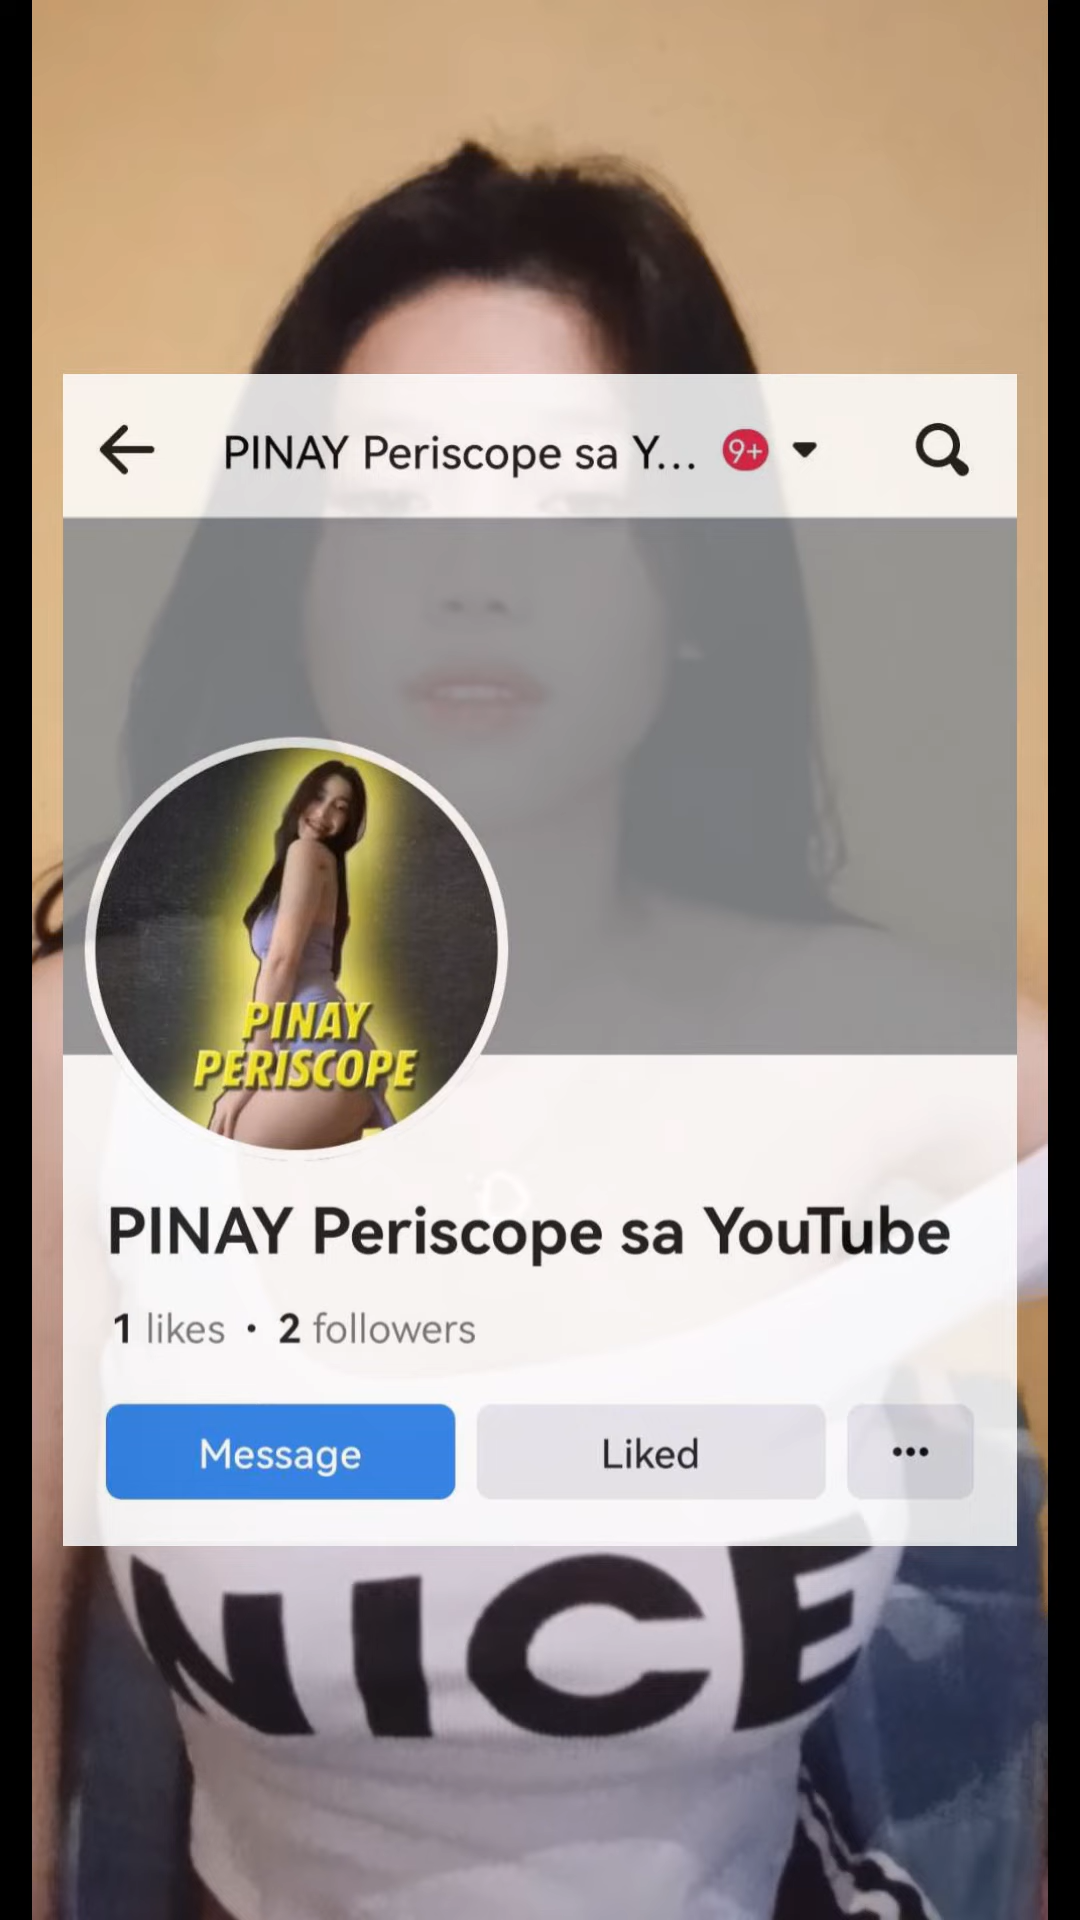 PINAY Periscope sa Y... 9+
PINAY
PERISCOPE
PINAY Periscope sa YouTube
1 likes • 2 followers
Message Liked ...
NICE